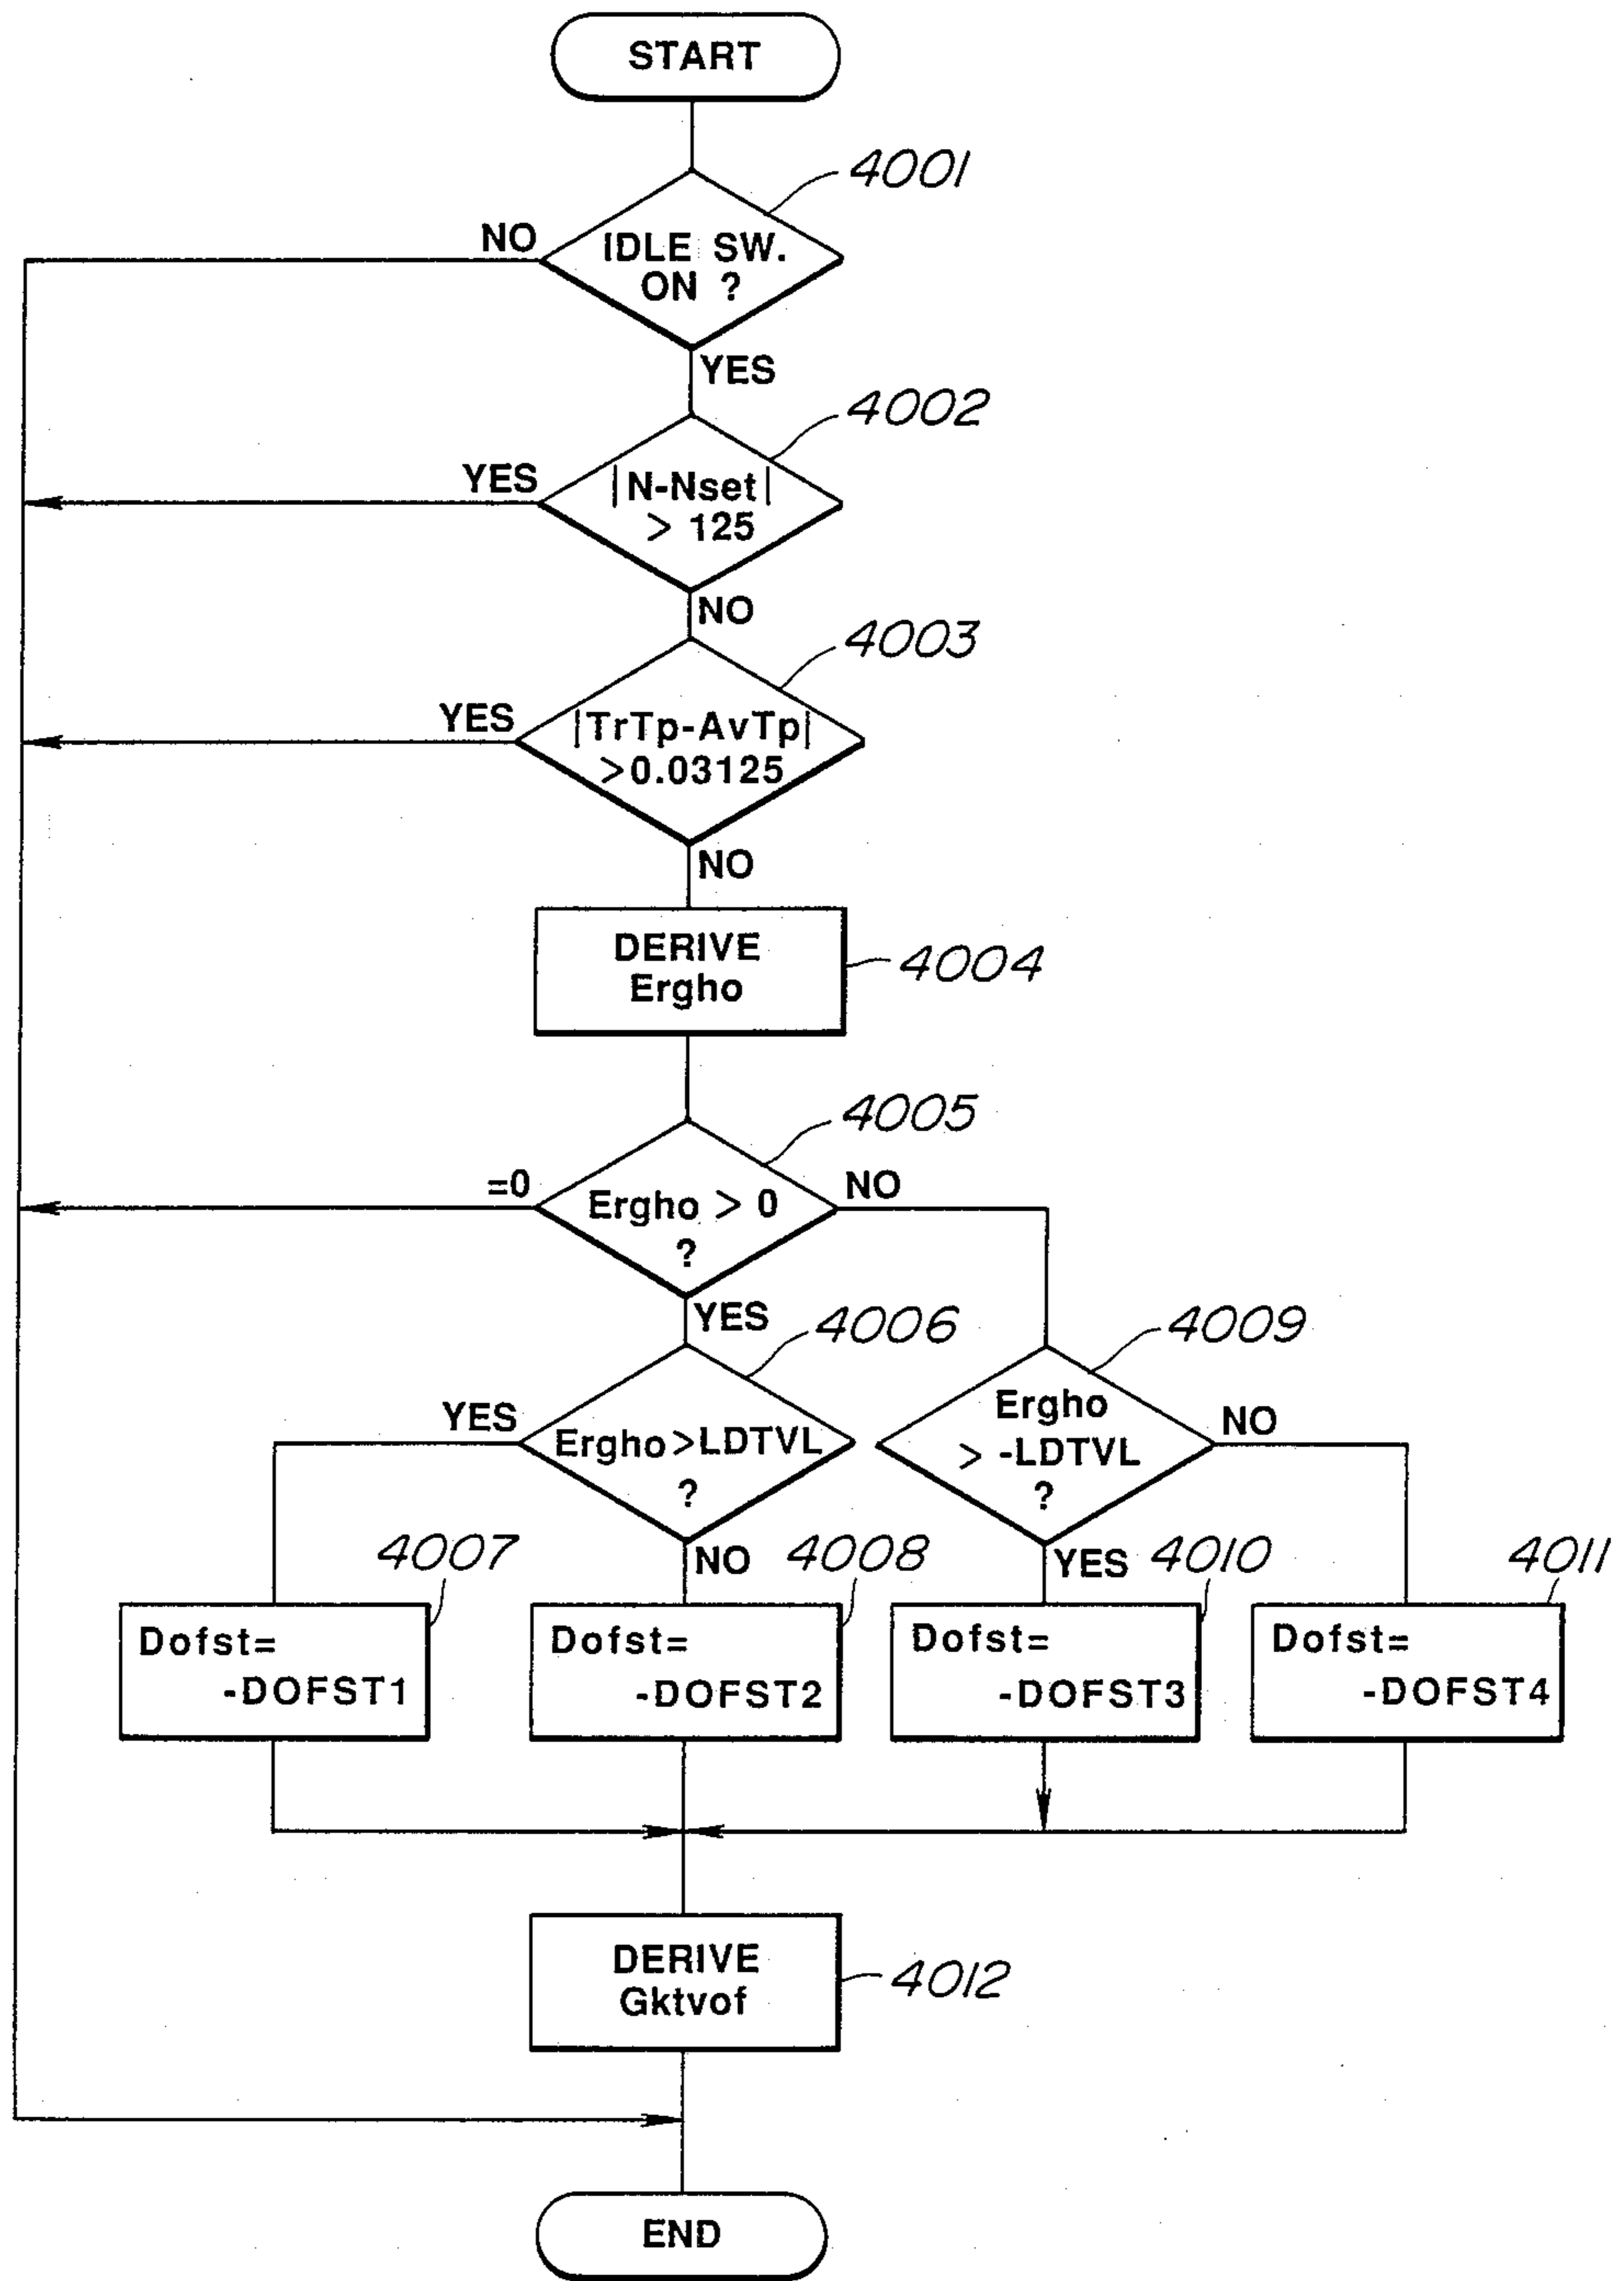 START
4001
NO
IDLE SW.
ON ?
YES
4002
YES
|N-Nset|
> 125
NO
4003
YES
|TrTp-AvTp|
>0.03125
NO
DERIVE
Ergho
4004
4005
=0
NO
Ergho > 0
?
YES
4006
4009
YES
Ergho>LDTVL
?
NO
Ergho
> -LDTVL
?
NO
YES
4007
4008
4010
4011
Dofst=
-DOFST1
Dofst=
-DOFST2
Dofst=
-DOFST3
Dofst=
-DOFST4
DERIVE
Gktvof
4012
END